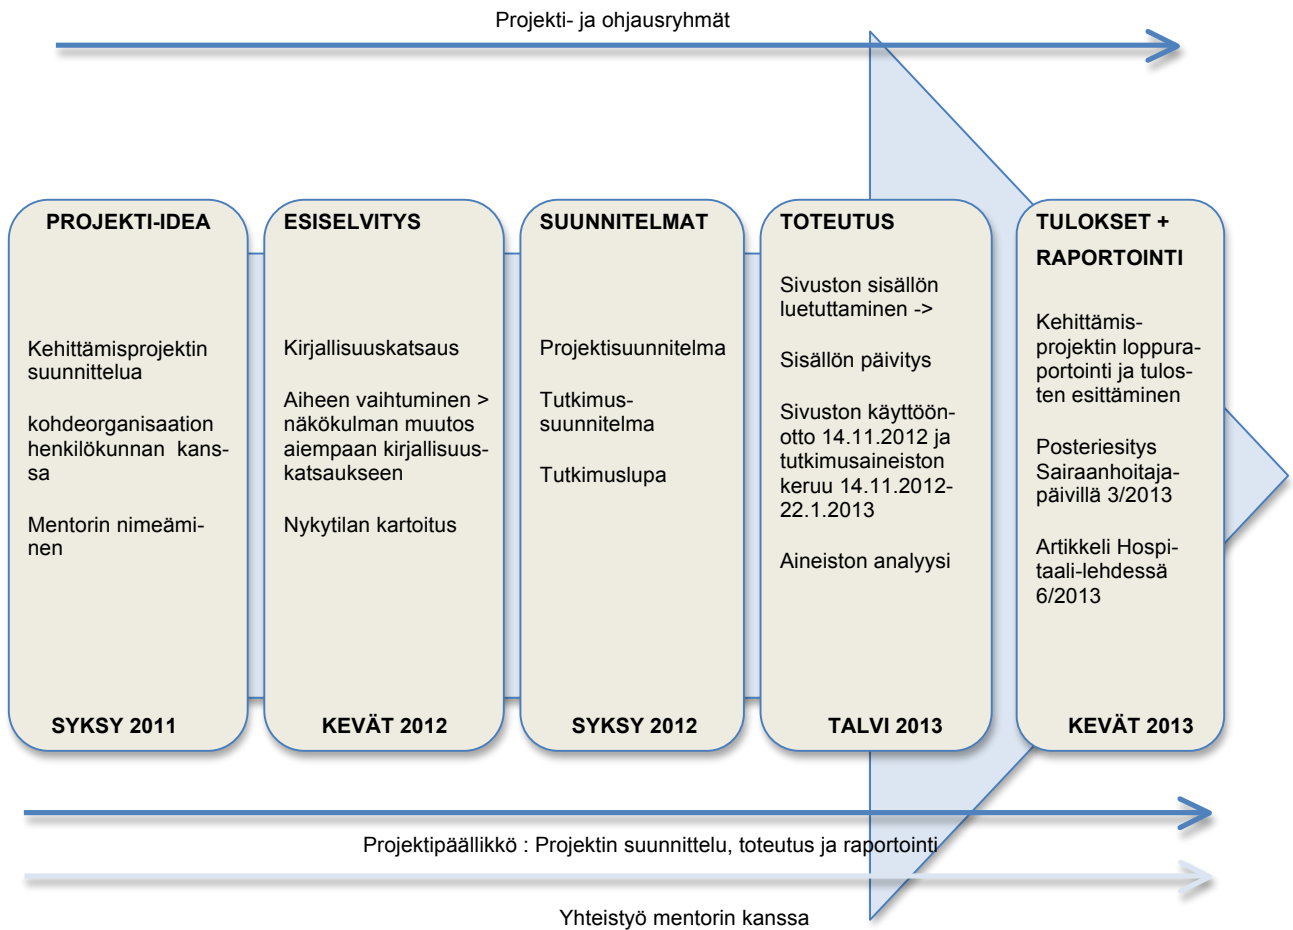 Projekti- ja ohjausryhmät
PROJEKTI-IDEA
Kehittämisprojektin
suunnittelua
kohdeorganisaation
henkilökunnan kans-
sa
Mentorin nimeämi-
nen
SYKSY 2011
ESISELVITYS
Kirjallisuuskatsaus
Aiheen vaihtuminen >
näkökulman muutos
aiempaan kirjallisuus-
katsaukseen
Nykytilan kartoitus
KEVÄT 2012
SUUNNITELMAT
Projektisuunnitelma
Tutkimus-
suunnitelma
Tutkimuslupa
SYKSY 2012
TOTEUTUS
Sivuston sisällön
luetuttaminen ->
Sisällön päivitys
Sivuston käyttöön-
otto 14.11.2012 ja
tutkimusaineiston
keruu 14.11.2012-
22.1.2013
Aineiston analyysi
TALVI 2013
TULOKSET +
RAPORTOINTI
Kehittämis-
projektin loppura-
portointi ja tulos-
ten esittäminen
Posteriesitys
Sairaanhoitaja-
päivillä 3/2013
Artikkeli Hospi-
taali-lehdessä
6/2013
KEVÄT 2013
Projektipäällikkö : Projektin suunnittelu, toteutus ja raportointi
Yhteistyö mentorin kanssa